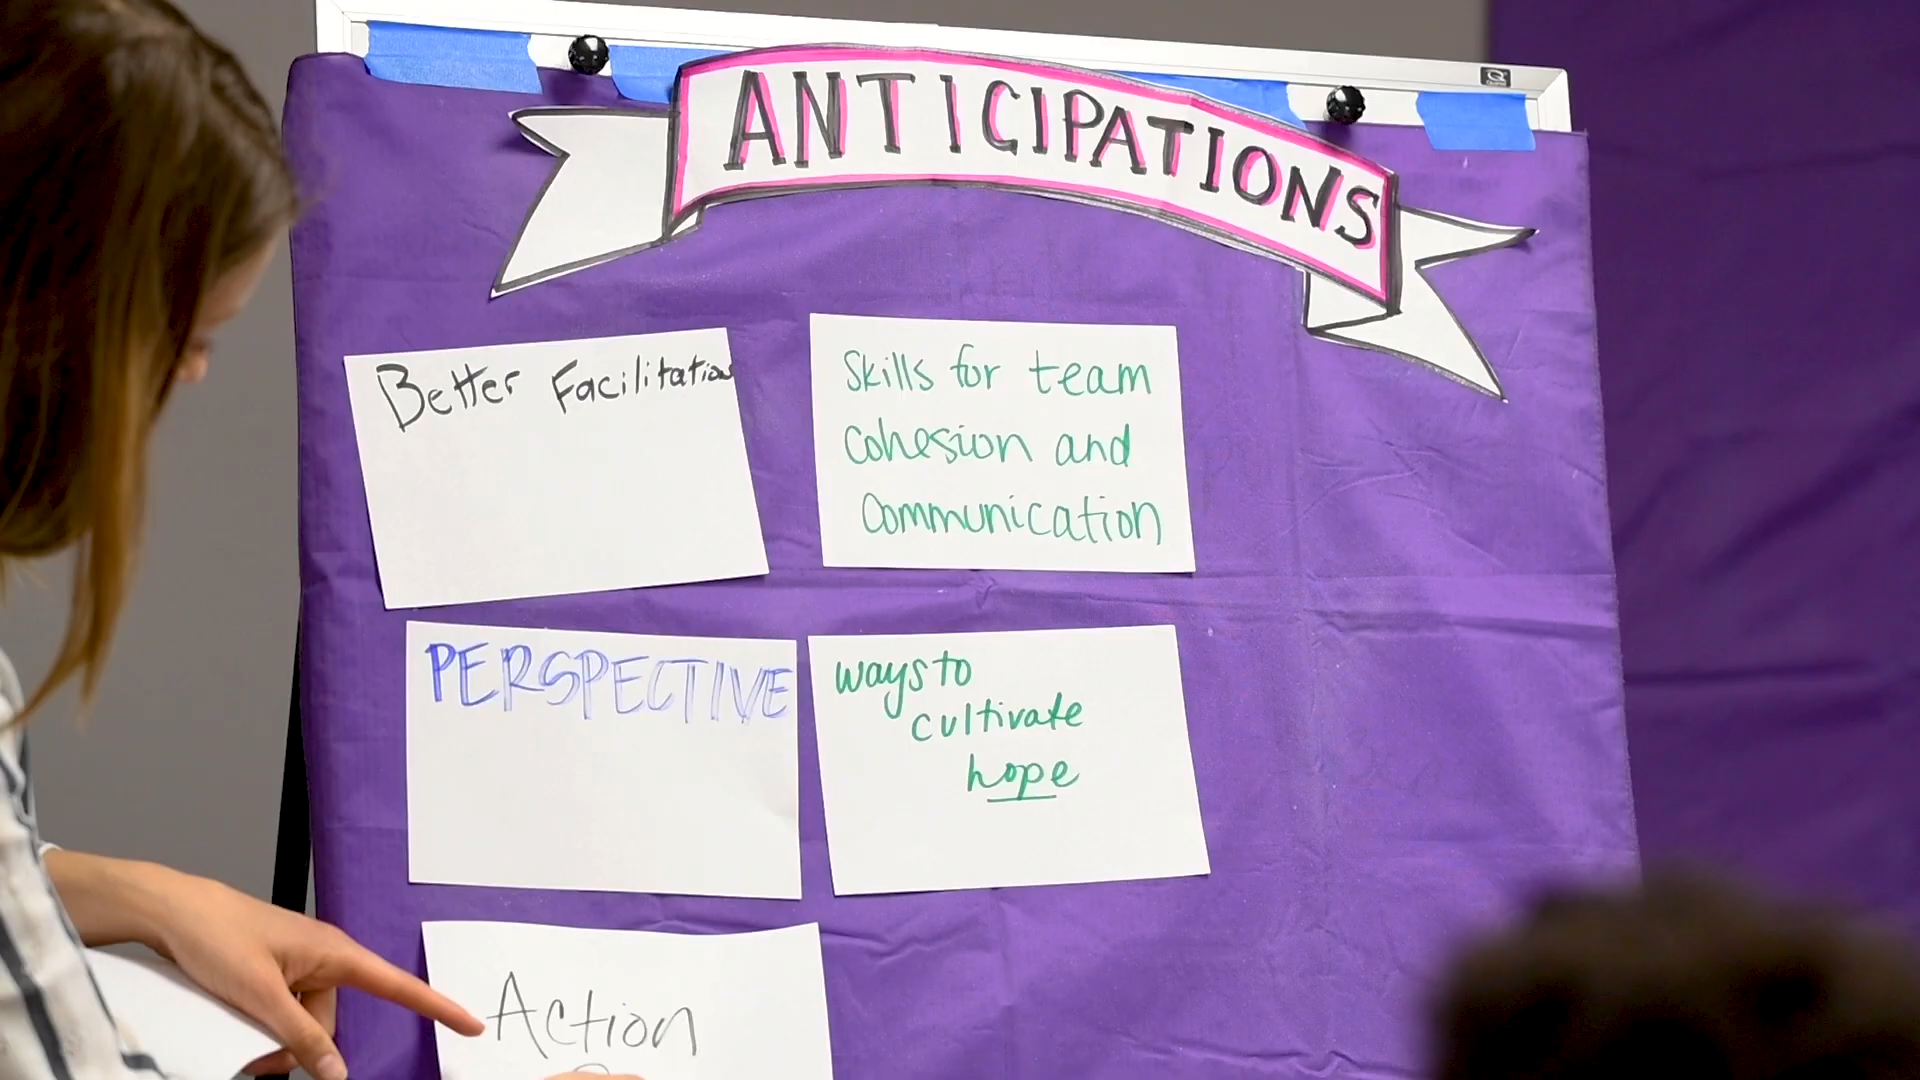 ANTICIPATIONS
Better Facilitation
Skills for team
cohesion and
communication
PERSPECTIVE
ways to
cultivate
hope
Action